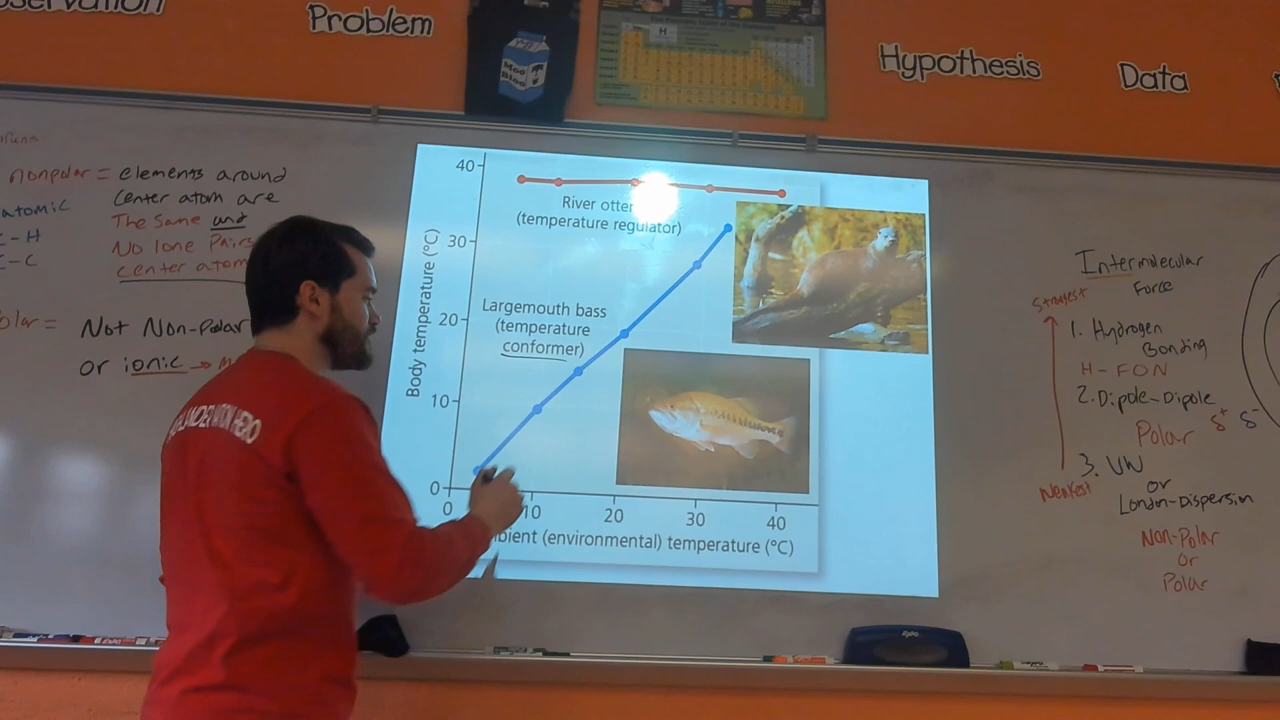 Problem
Hypothesis
Data
Moo
Bloo
H
nonpolar = elements around
center atom are
The Same and
No lone Pairs
center atom
C-H
C-C
Not Non-Polar
or ionic →
40
30
20
10
0
Body temperature (°C)
River otter
(temperature regulator)
Largemouth bass
(temperature
conformer)
0
10
20
30
40
(environmental) temperature (°C)
Intermolecular
Force
Strongest
1. Hydrogen
Bonding
H-FON
2. Dipole-Dipole
Polar δ+ δ-
3. VW
or
London-Dispersion
Weakest
Non-Polar
or
Polar
Expo